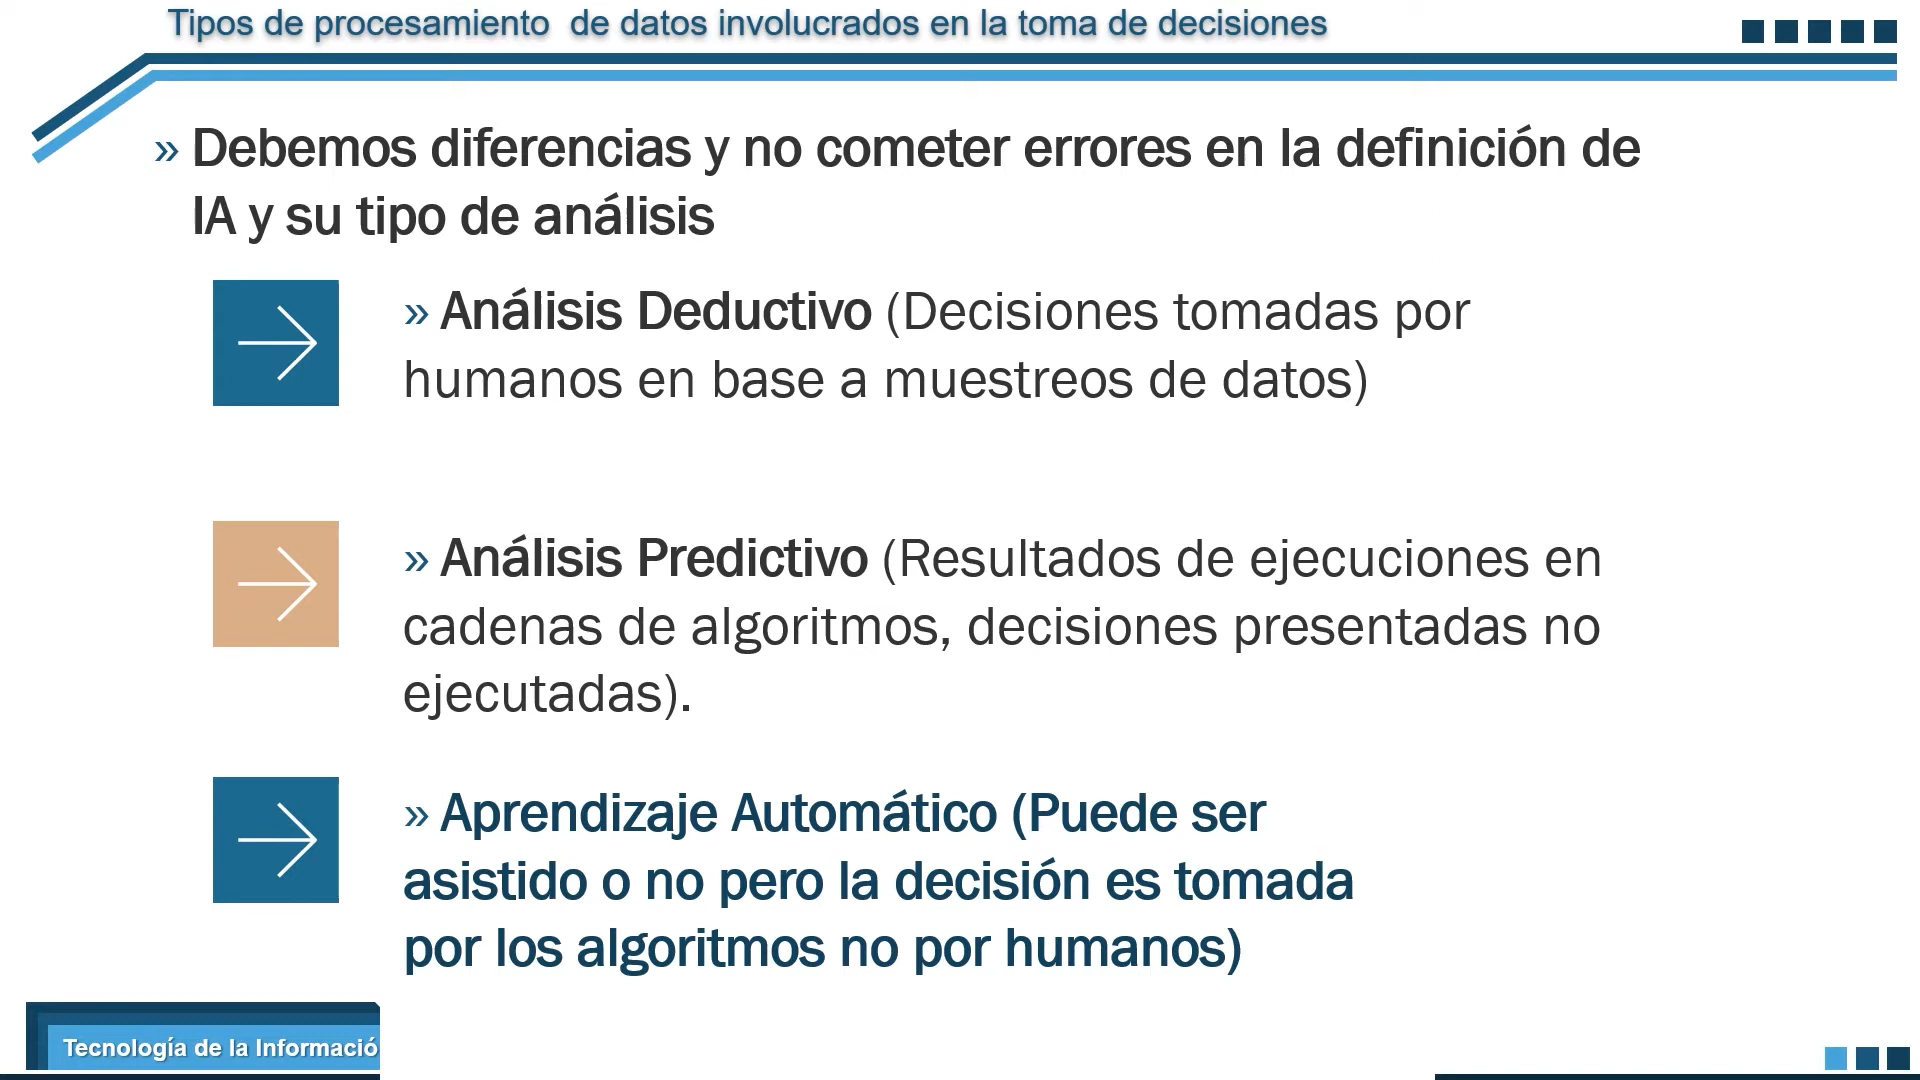 Tipos de procesamiento de datos involucrados en la toma de decisiones
» Debemos diferencias y no cometer errores en la definición de
IA y su tipo de análisis
» Análisis Deductivo (Decisiones tomadas por
humanos en base a muestreos de datos)
» Análisis Predictivo (Resultados de ejecuciones en
cadenas de algoritmos, decisiones presentadas no
ejecutadas).
» Aprendizaje Automático (Puede ser
asistido o no pero la decisión es tomada
por los algoritmos no por humanos)
Tecnología de la Informació